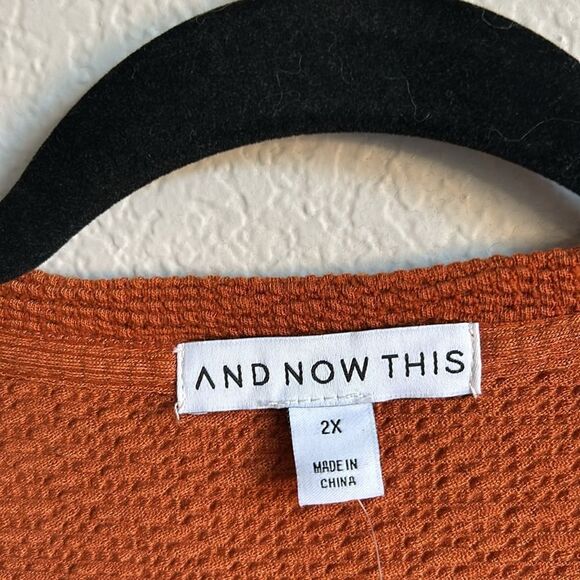 AND NOW THIS
2X
MADE IN
CHINA